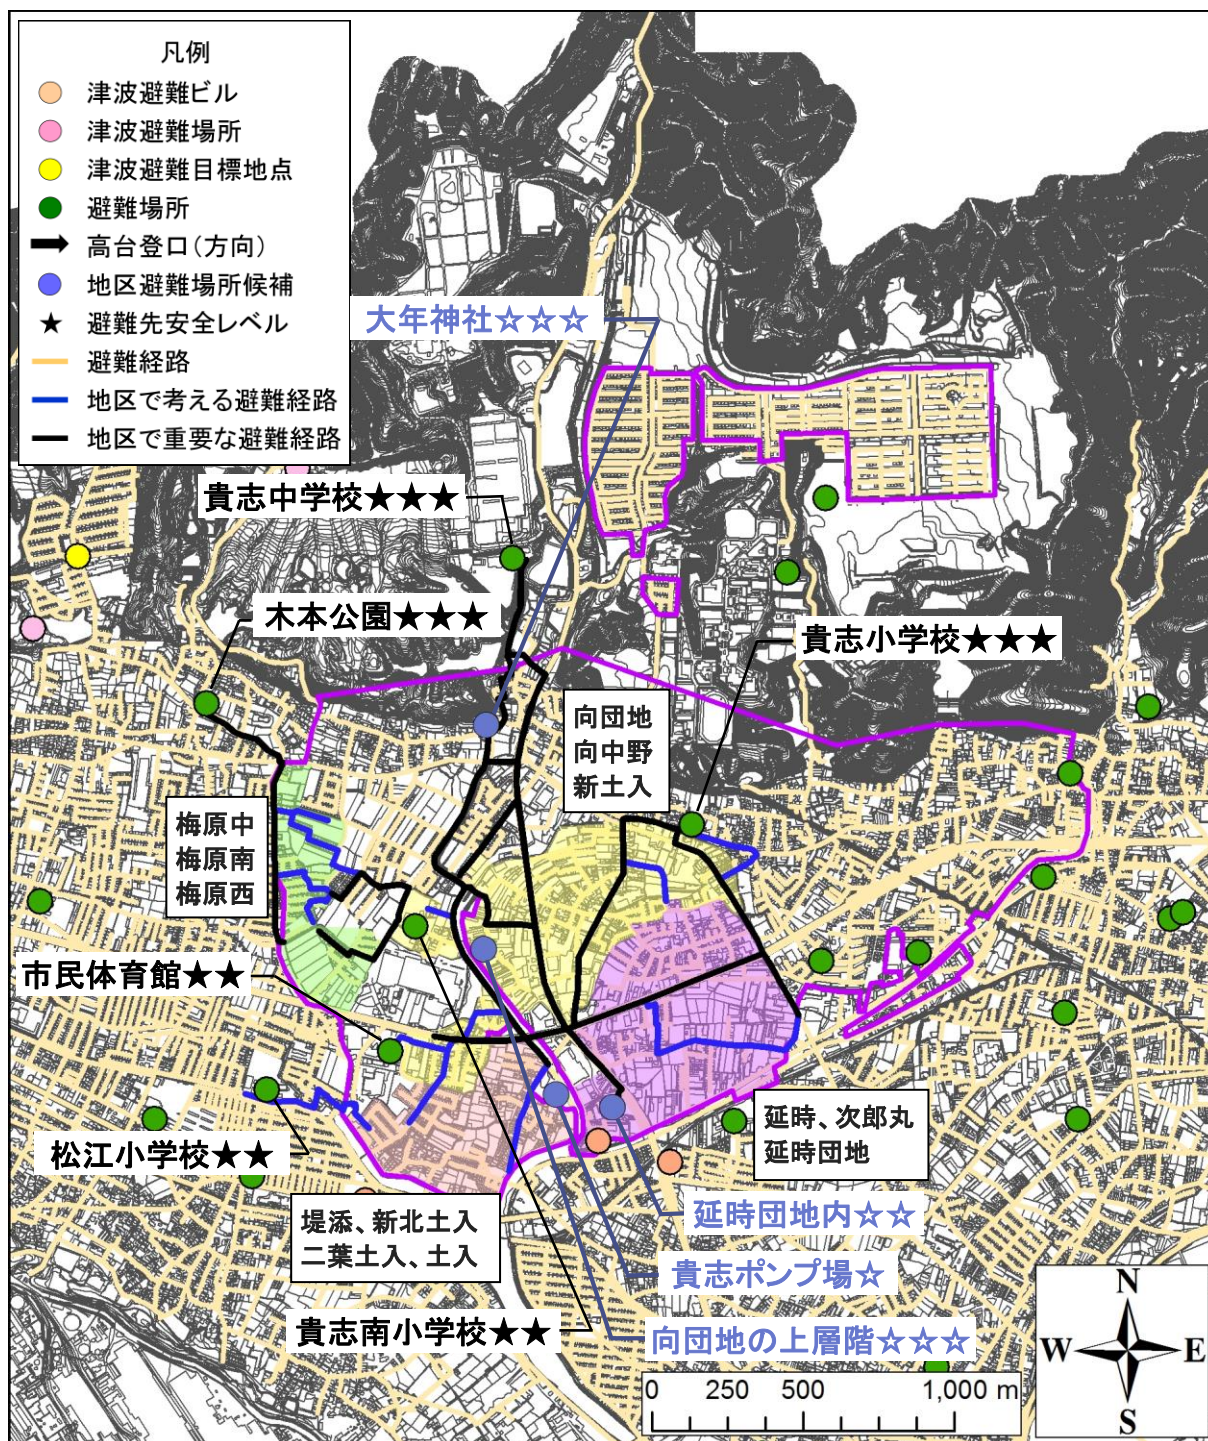 凡例
津波避難ビル
津波避難場所
津波避難目標地点
避難場所
高台登口(方向)
地区避難場所候補
★ 避難先安全レベル
避難経路
地区で考える避難経路
地区で重要な避難経路
大年神社☆☆☆
貴志中学校★★★
木本公園★★★
貴志小学校★★★
向団地
向中野
新土入
梅原中
梅原南
梅原西
市民体育館★★
松江小学校★★
延時、次郎丸
延時団地
堤添、新北土入
二葉土入、土入
延時団地内☆☆
貴志ポンプ場☆
貴志南小学校★★
向団地の上層階☆☆☆
0 250 500 1,000 m
N
W E
S